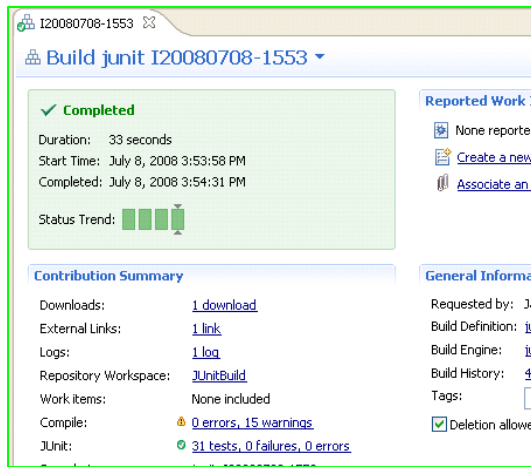 I20080708-1553
Build junit I20080708-1553
Completed
Duration: 33 seconds
Start Time: July 8, 2008 3:53:58 PM
Completed: July 8, 2008 3:54:31 PM
Status Trend:
Reported Work
None reporte
Create a new
Associate an
Contribution Summary
Downloads: 1 download
External Links: 1 link
Logs: 1 log
Repository Workspace: JUnitBuild
Work items: None included
Compile: 0 errors, 15 warnings
JUnit: 31 tests, 0 failures, 0 errors
General Informa
Requested by:
Build Definition:
Build Engine:
Build History: 4
Tags:
Deletion allowe